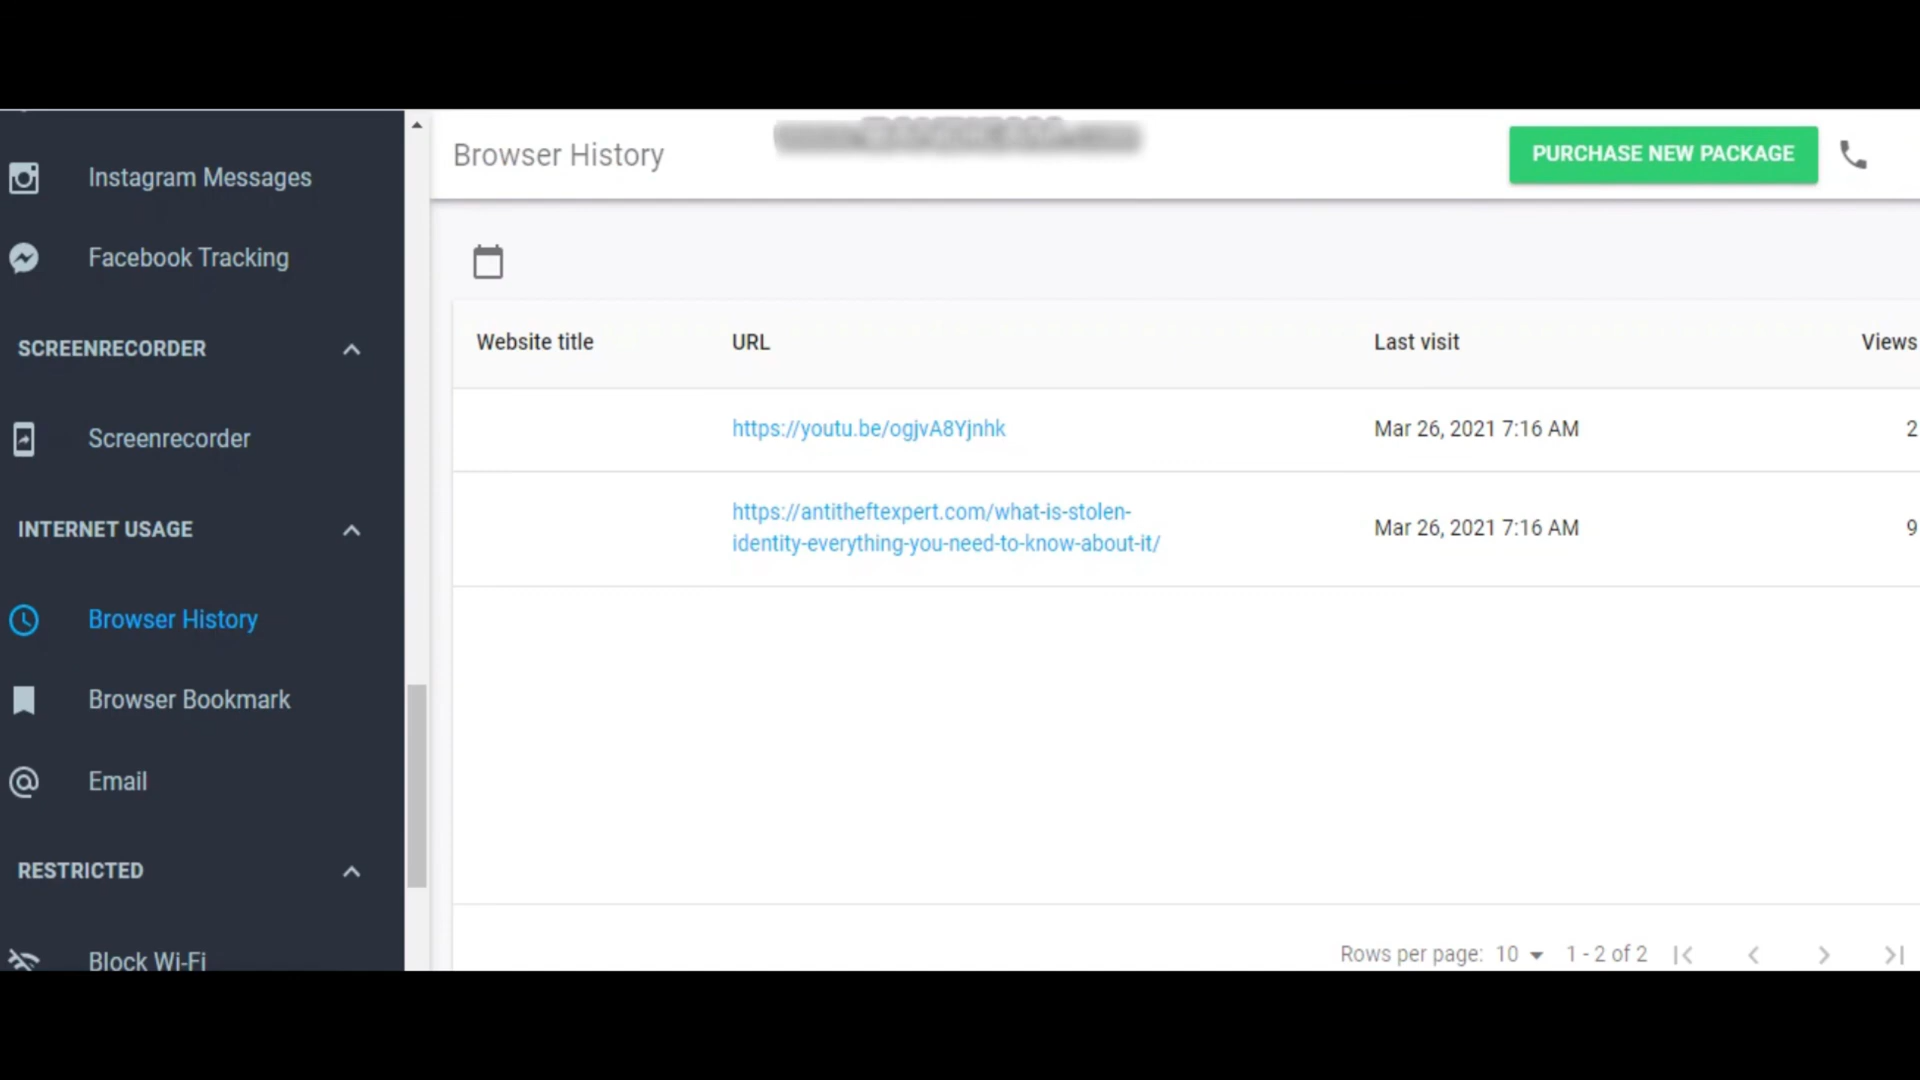 Instagram Messages
Facebook Tracking
SCREENRECORDER
Screenrecorder
INTERNET USAGE
Browser History
Browser Bookmark
Email
RESTRICTED
Block Wi-Fi
Browser History
PURCHASE NEW PACKAGE
Website title URL Last visit Views
https://youtu.be/ogjvA8Yjnhk Mar 26, 2021 7:16 AM 2
https://antitheftexpert.com/what-is-stolen-
identity-everything-you-need-to-know-about-it/ Mar 26, 2021 7:16 AM 9
Rows per page: 10 1 - 2 of 2